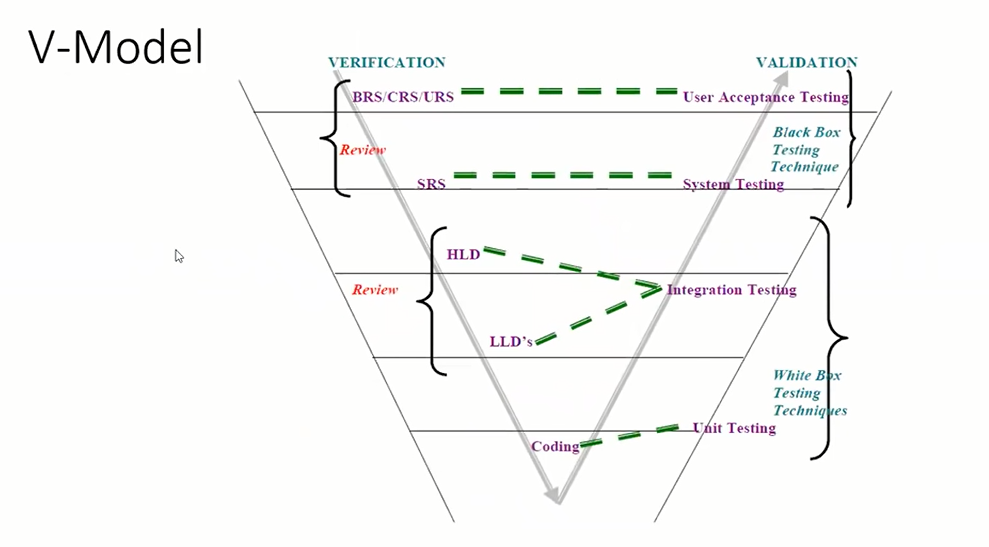 V-Model
VERIFICATION
VALIDATION
BRS/CRS/URS
User Acceptance Testing
Review
Black Box
Testing
Technique
SRS
System Testing
HLD
Review
Integration Testing
LLD's
White Box
Testing
Techniques
Unit Testing
Coding